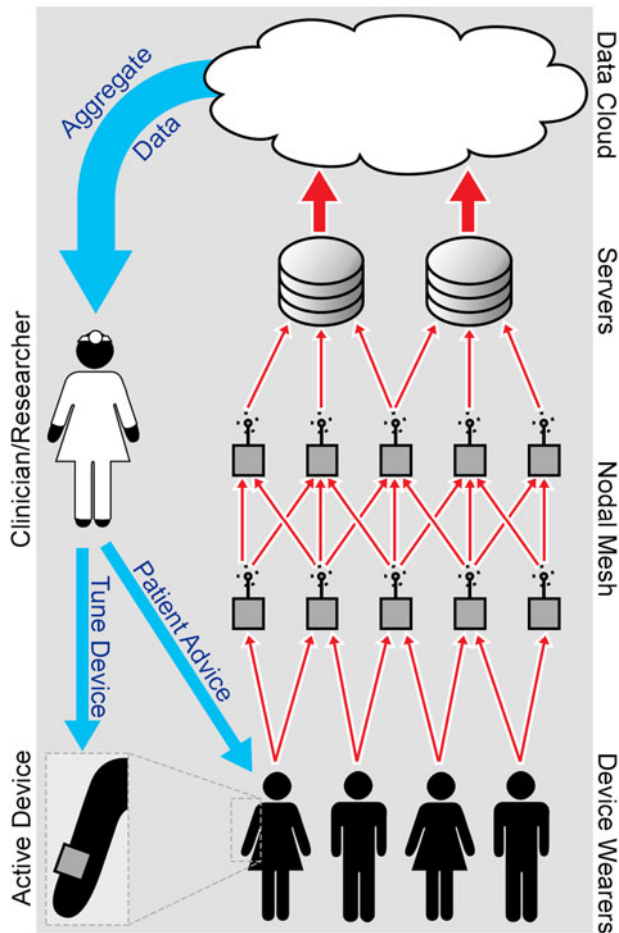 Data Cloud
Aggregate
Data
Servers
Clinician/Researcher
Nodal Mesh
Tune Device
Patient Advice
Active Device
Device Wearers